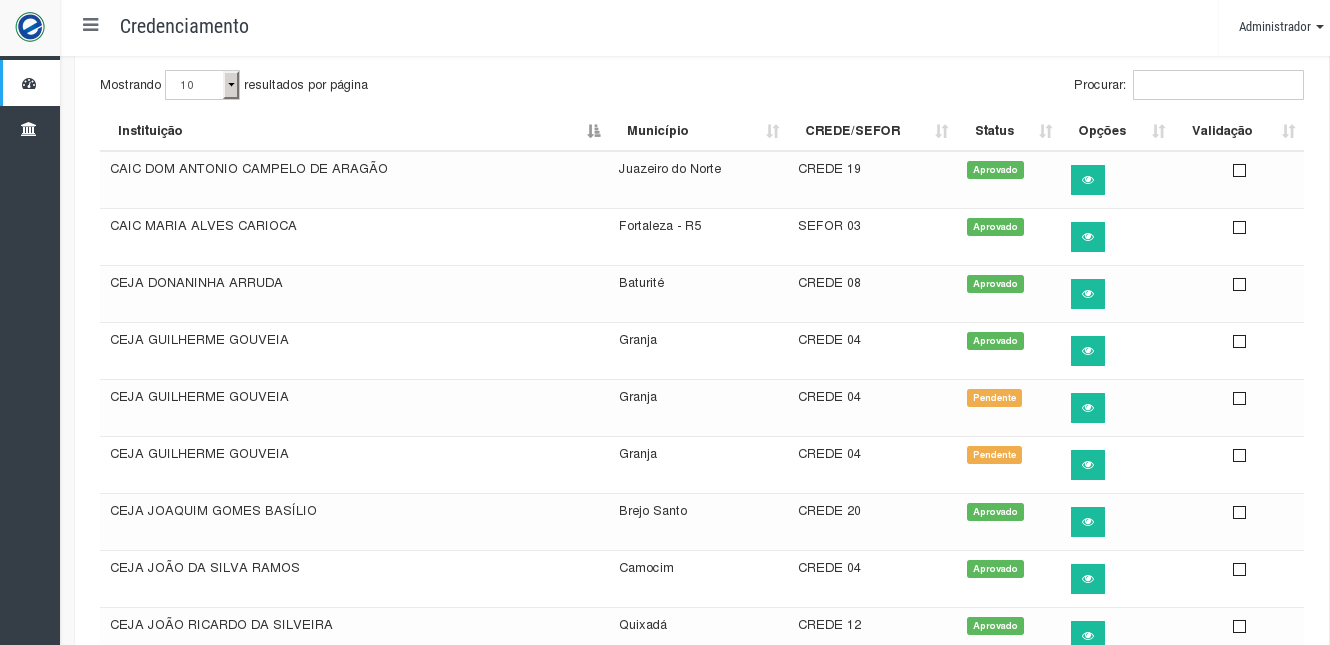 Credenciamento
Administrador
Mostrando 10 resultados por página
Procurar:
Instituição Município CREDE/SEFOR Status Opções Validação
CAIC DOM ANTONIO CAMPELO DE ARAGÃO Juazeiro do Norte CREDE 19 Aprovado
CAIC MARIA ALVES CARIOCA Fortaleza - R5 SEFOR 03 Aprovado
CEJA DONANINHA ARRUDA Baturité CREDE 08 Aprovado
CEJA GUILHERME GOUVEIA Granja CREDE 04 Aprovado
CEJA GUILHERME GOUVEIA Granja CREDE 04 Pendente
CEJA GUILHERME GOUVEIA Granja CREDE 04 Pendente
CEJA JOAQUIM GOMES BASÍLIO Brejo Santo CREDE 20 Aprovado
CEJA JOÃO DA SILVA RAMOS Camocim CREDE 04 Aprovado
CEJA JOÃO RICARDO DA SILVEIRA Quixadá CREDE 12 Aprovado